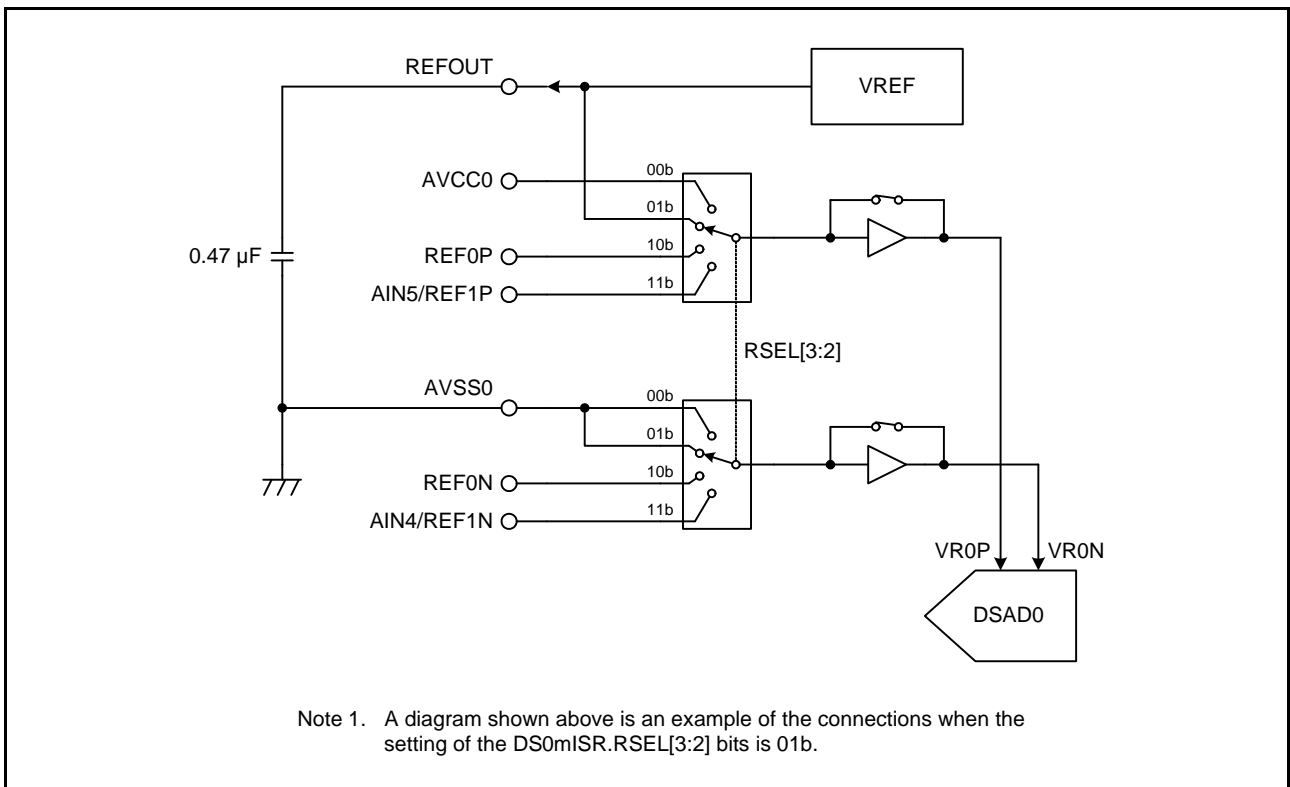 REFOUT
VREF
AVCC0
00b
01b
REF0P
10b
AIN5/REF1P
11b
0.47 µF
RSEL[3:2]
AVSS0
00b
01b
REF0N
10b
AIN4/REF1N
11b
VR0P
VR0N
DSAD0
Note 1. A diagram shown above is an example of the connections when the
setting of the DS0mISR.RSEL[3:2] bits is 01b.